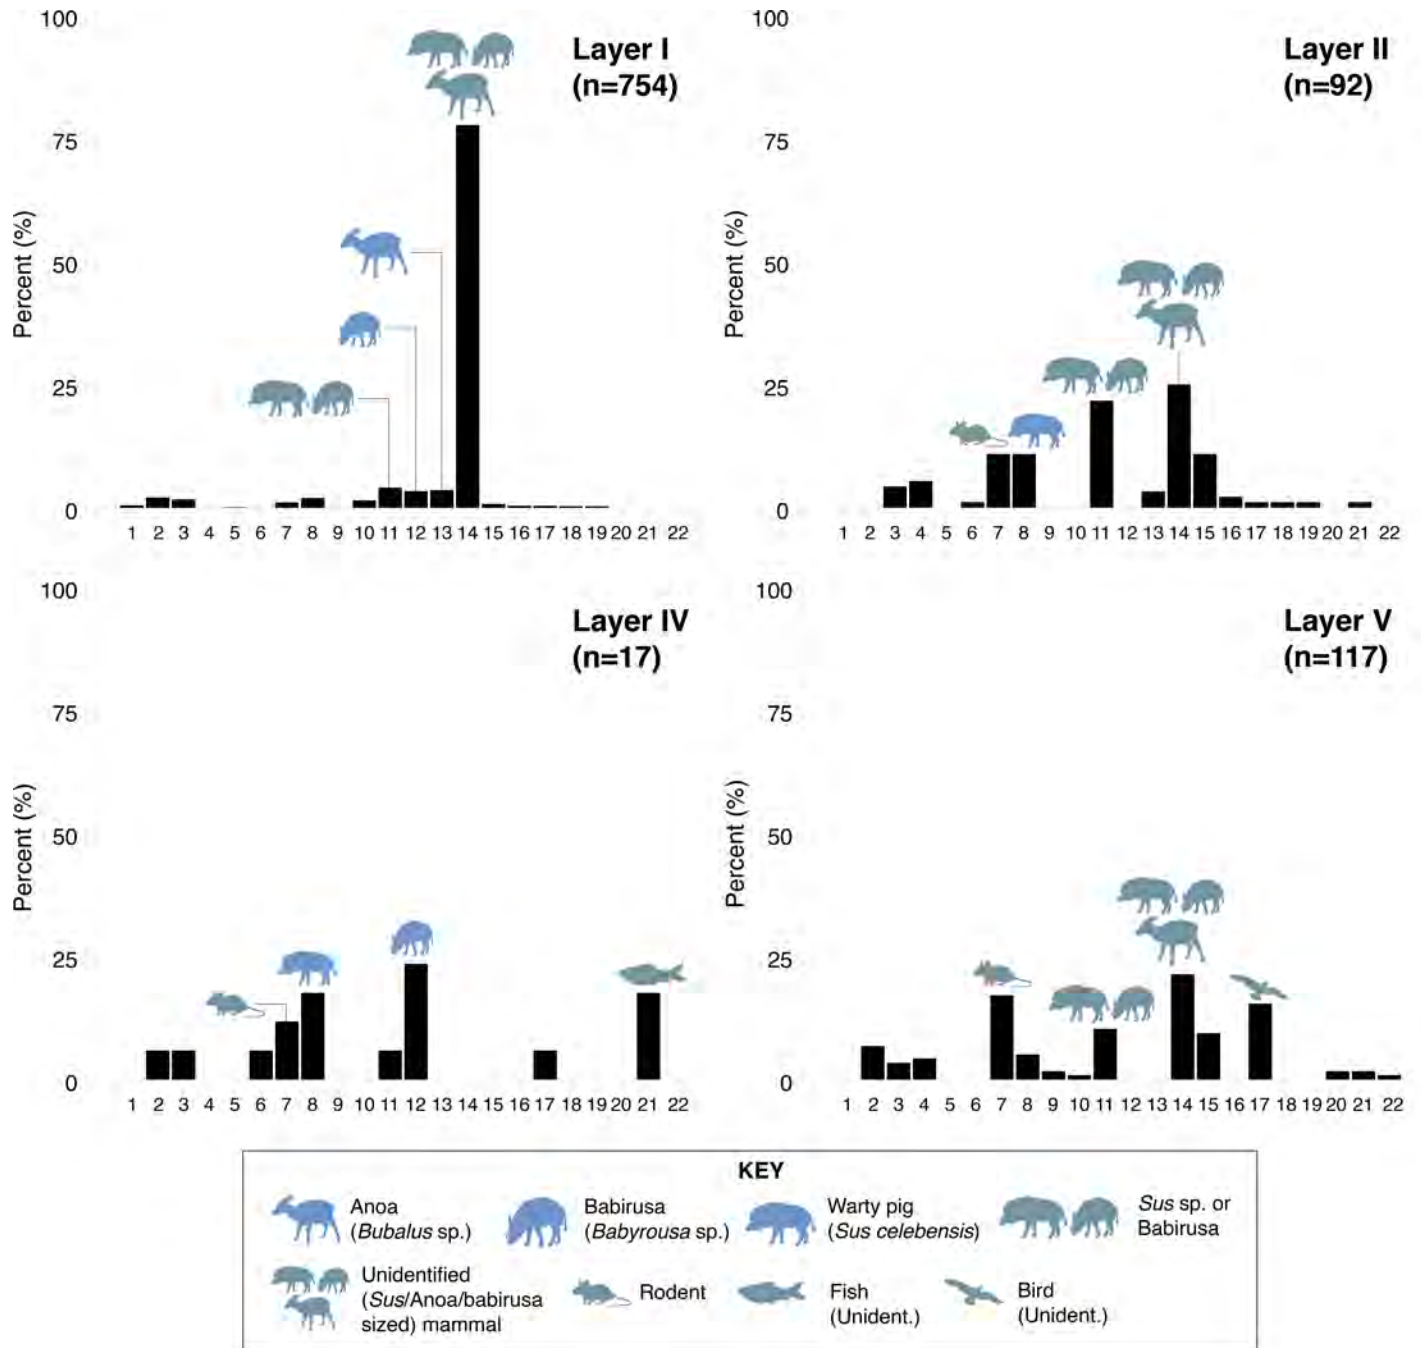 100
75
50
25
0
Percent (%)
Layer I
(n=754)
1 2 3 4 5 6 7 8 9 10 11 12 13 14 15 16 17 18 19 20 21 22
100
75
50
25
0
Percent (%)
Layer II
(n=92)
1 2 3 4 5 6 7 8 9 10 11 12 13 14 15 16 17 18 19 20 21 22
100
75
50
25
0
Percent (%)
Layer IV
(n=17)
1 2 3 4 5 6 7 8 9 10 11 12 13 14 15 16 17 18 19 20 21 22
100
75
50
25
0
Percent (%)
Layer V
(n=117)
1 2 3 4 5 6 7 8 9 10 11 12 13 14 15 16 17 18 19 20 21 22
KEY
Anoa
(Bubalus sp.)
Babirusa
(Babyrousa sp.)
Warty pig
(Sus celebensis)
Sus sp. or
Babirusa
Unidentified
(Sus/Anoa/babirusa
sized) mammal
Rodent
Fish
(Unident.)
Bird
(Unident.)